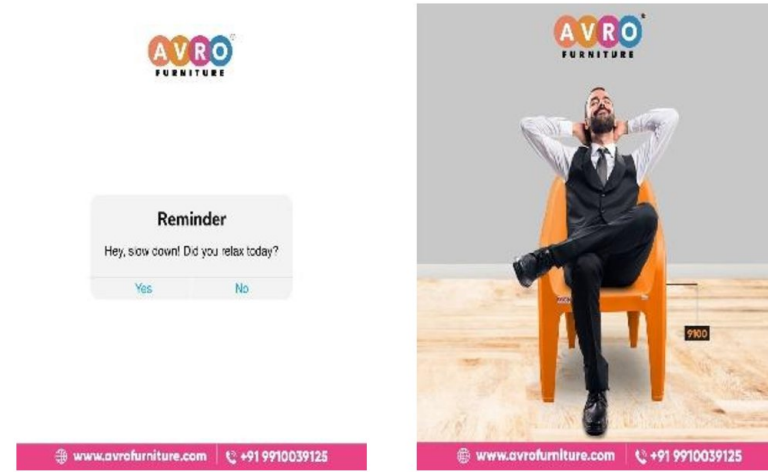 AVRO
FURNITURE
Reminder
Hey, slow down! Did you relax today?
Yes No
www.avrofurniture.com +91 9910039125
AVRO
FURNITURE
9100
www.avrofurniture.com +91 9910039125